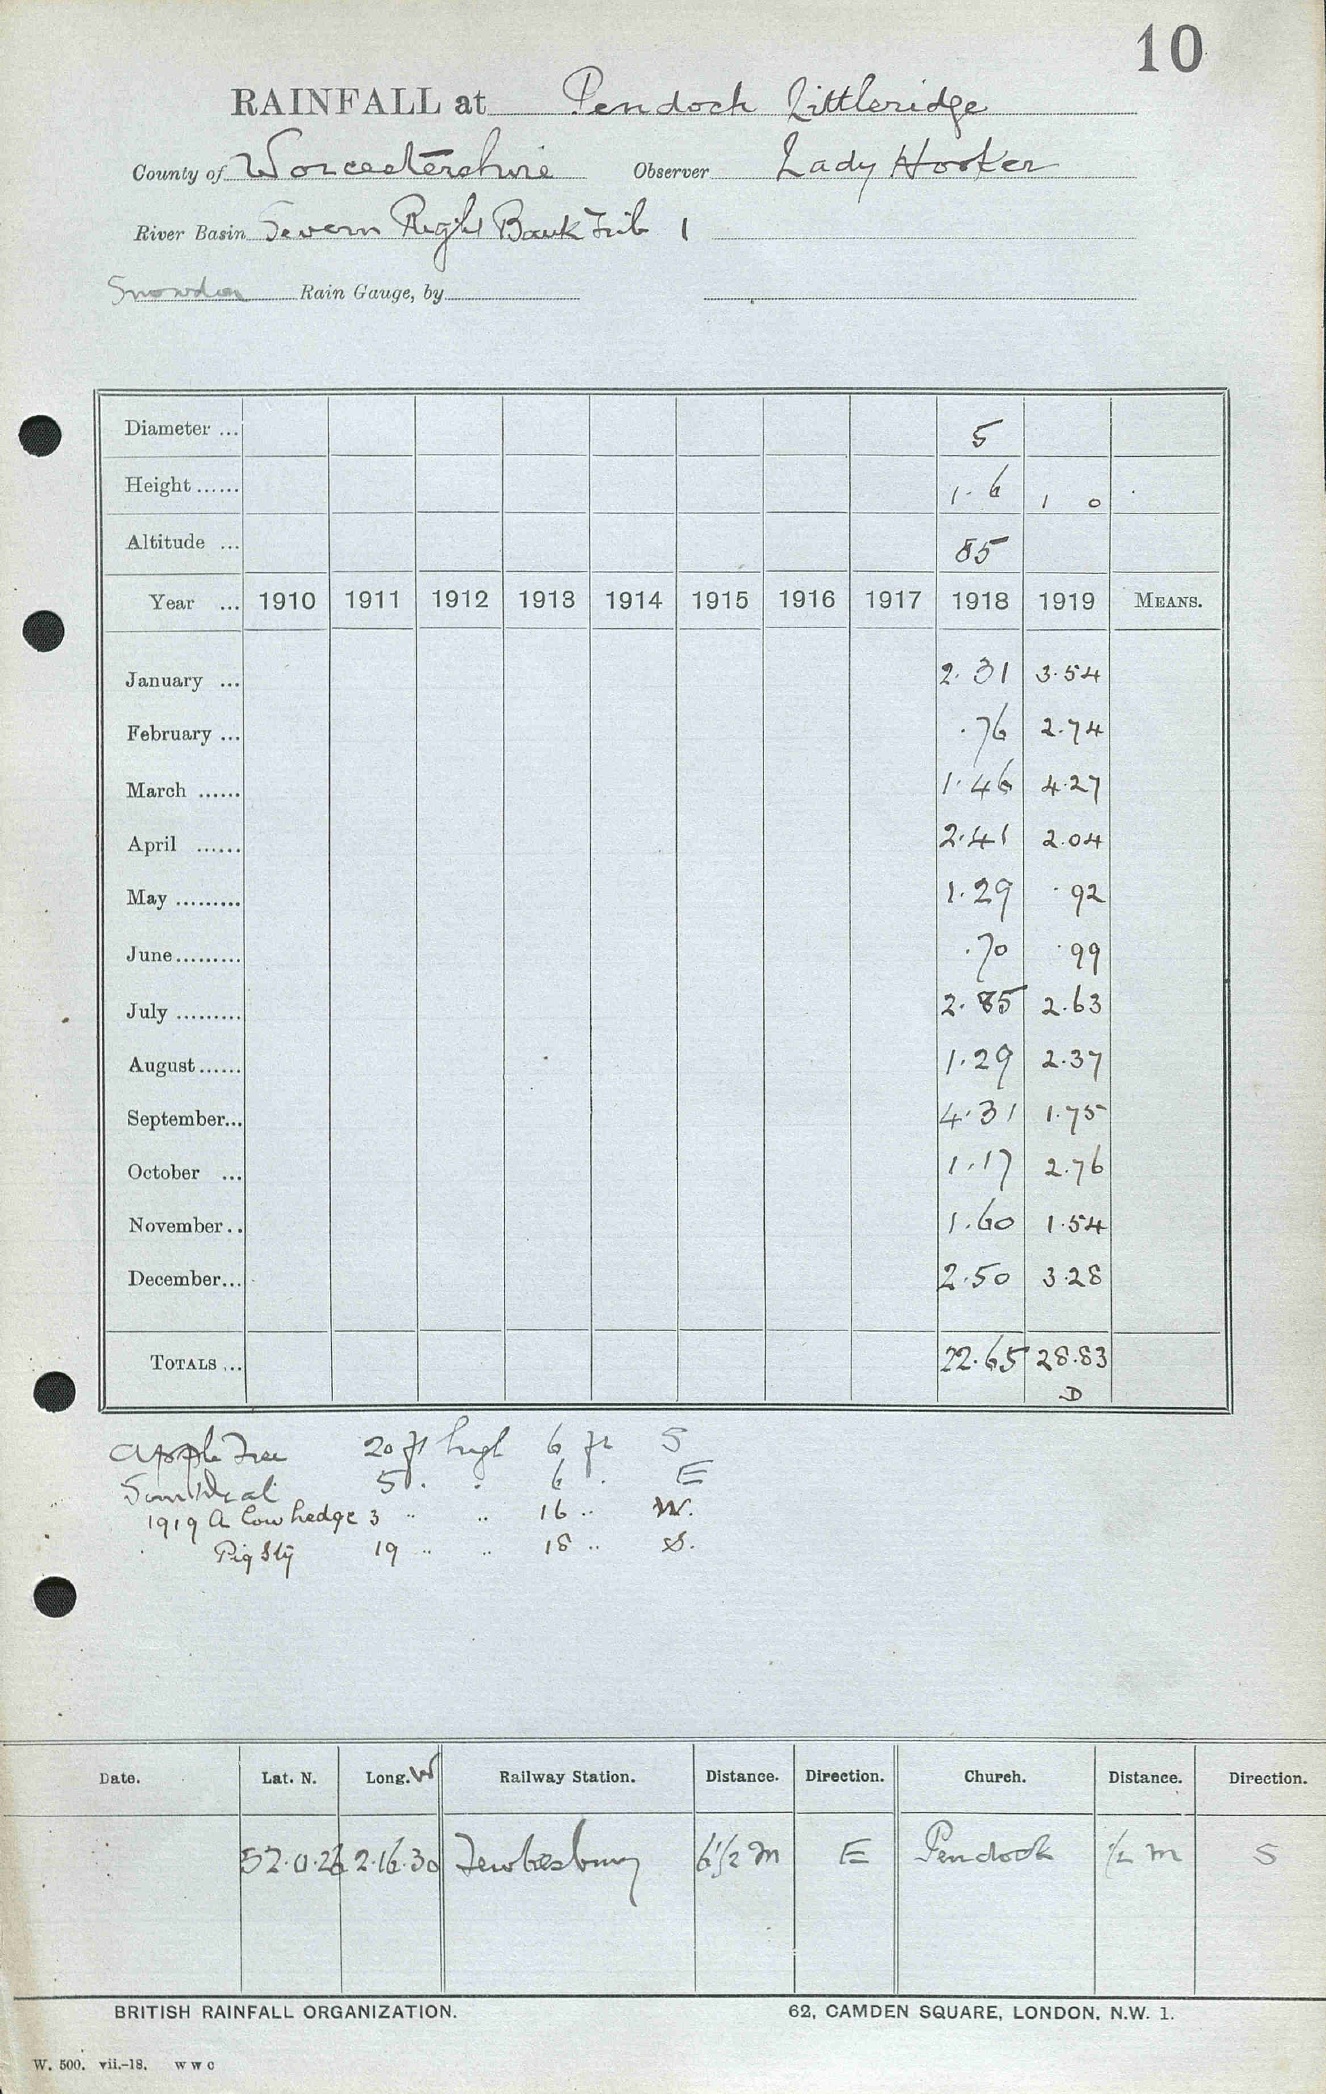 10
RAINFALL at Pendock Littleridge
County of Worcestershire Observer Lady Hooker
River Basin Severn Right Bank Trib 1
Snowdon Rain Gauge, by
Diameter ... 5
Height ...... 1. 6 1 0
Altitude ... 85
Year ... 1910 1911 1912 1913 1914 1915 1916 1917 1918 1919 MEANS.
January ... 2.31 3.54
February ... .76 2.74
March ...... 1.46 4.27
April ...... 2.41 2.04
May ......... 1.29 .92
June......... .70 .99
July ......... 2.85 2.63
August...... 1.29 2.37
September... 4.31 1.75
October ... 1.17 2.76
November.. 1.60 1.54
December... 2.50 3.28
TOTALS ... 22.65 28.83
D
Apple Tree 20 ft high 6 ft S
Sundial 5 . . 6 . E
1919 A low hedge 3 .. .. 16 .. W.
Pig Sty 19 .. .. 18 .. S.
Date. Lat. N. Long. W Railway Station. Distance. Direction. Church. Distance. Direction.
52.0.26 2.16.30 Tewkesbury 6½ m E Pendock ½ m S
BRITISH RAINFALL ORGANIZATION. 62, CAMDEN SQUARE, LONDON. N.W. 1.
W. 500. vii.-18. W W C